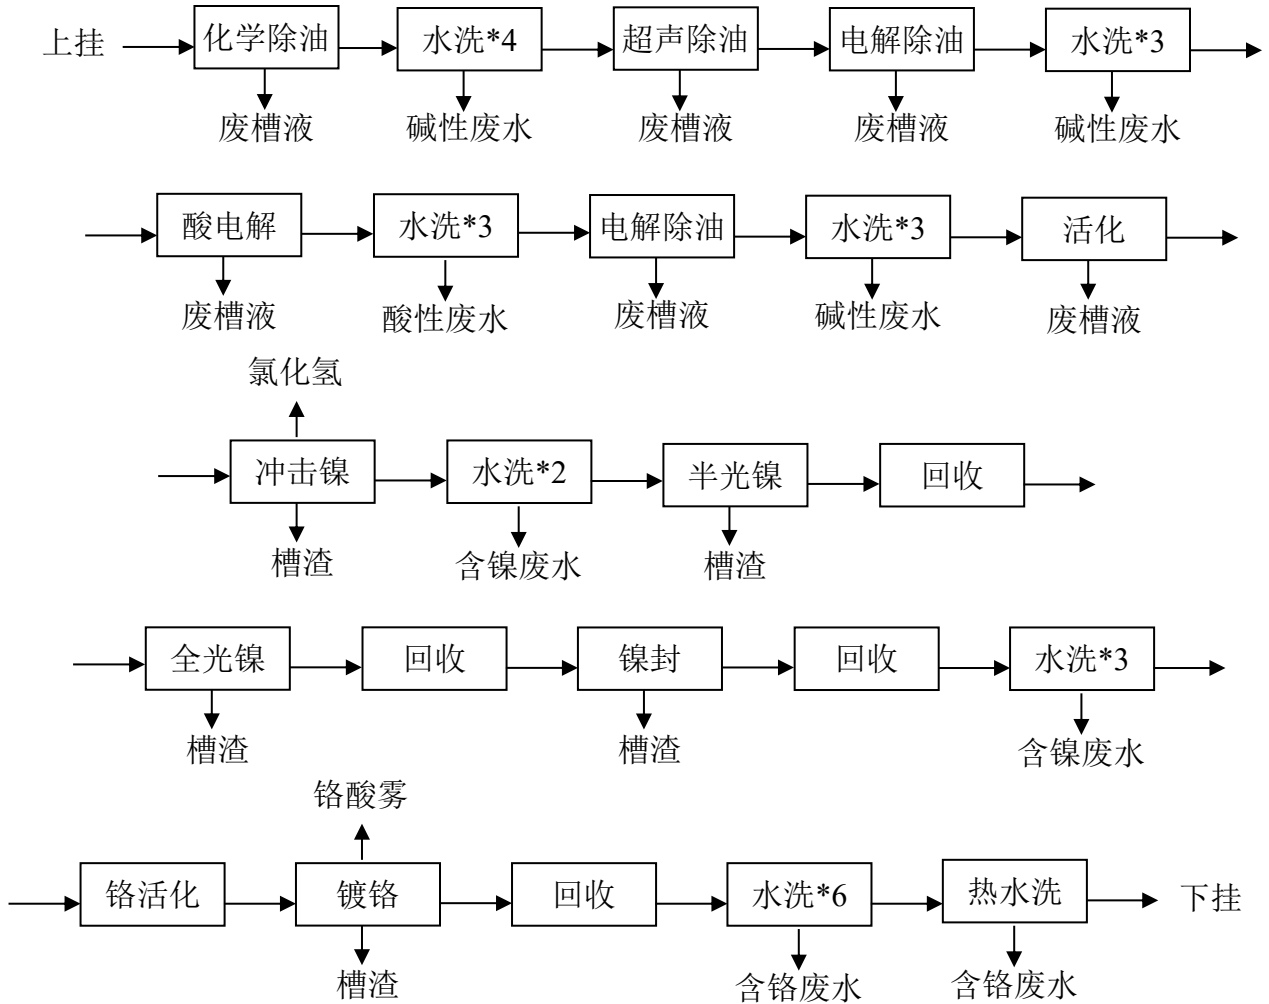 上挂 化学除油 水洗*4 超声除油 电解除油 水洗*3
废槽液 碱性废水 废槽液 废槽液 碱性废水
酸电解 水洗*3 电解除油 水洗*3 活化
废槽液 酸性废水 废槽液 碱性废水 废槽液
氯化氢
冲击镍 水洗*2 半光镍 回收
槽渣 含镍废水 槽渣
全光镍 回收 镍封 回收 水洗*3
槽渣 槽渣 含镍废水
铬酸雾
铬活化 镀铬 回收 水洗*6 热水洗 下挂
槽渣 含铬废水 含铬废水